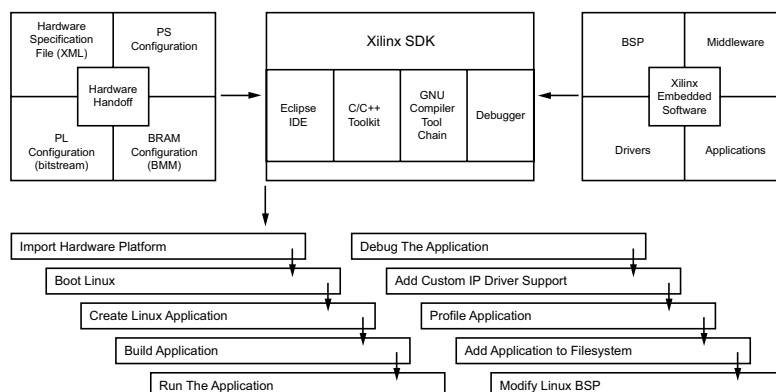 Hardware
Specification
File (XML)
PS
Configuration
Hardware
Handoff
PL
Configuration
(bitstream)
BRAM
Configuration
(BMM)
Xilinx SDK
Eclipse
IDE
C/C++
Toolkit
GNU
Compiler
Tool
Chain
Debugger
BSP
Middleware
Xilinx
Embedded
Software
Drivers
Applications
Import Hardware Platform
Boot Linux
Create Linux Application
Build Application
Run The Application
Debug The Application
Add Custom IP Driver Support
Profile Application
Add Application to Filesystem
Modify Linux BSP